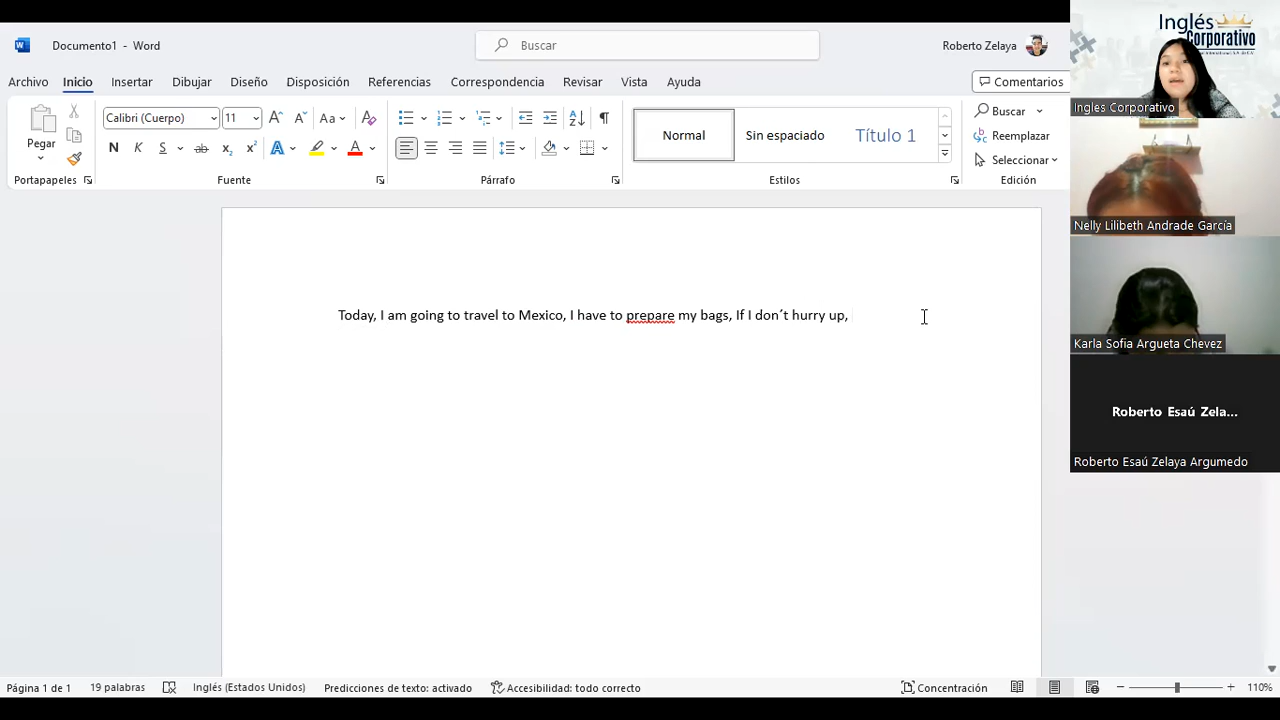 Documento1 - Word
Buscar
Roberto Zelaya
Inglés
Corporativo
Archivo Inicio Insertar Dibujar Diseño Disposición Referencias Correspondencia Revisar Vista Ayuda
Comentarios
Ingles Corporativo
Pegar
Calibri (Cuerpo) 11
Aa
N K S ab x₂ x² A A
Normal Sin espaciado Título 1
Buscar
Reemplazar
Seleccionar
Portapapeles Fuente Párrafo Estilos Edición
Nelly Lilibeth Andrade García
Today, I am going to travel to Mexico, I have to prepare my bags, If I don´t hurry up,
Karla Sofia Argueta Chevez
Roberto Esaú Zela...
Roberto Esaú Zelaya Argumedo
Página 1 de 1 19 palabras Inglés (Estados Unidos) Predicciones de texto: activado Accesibilidad: todo correcto Concentración 110%